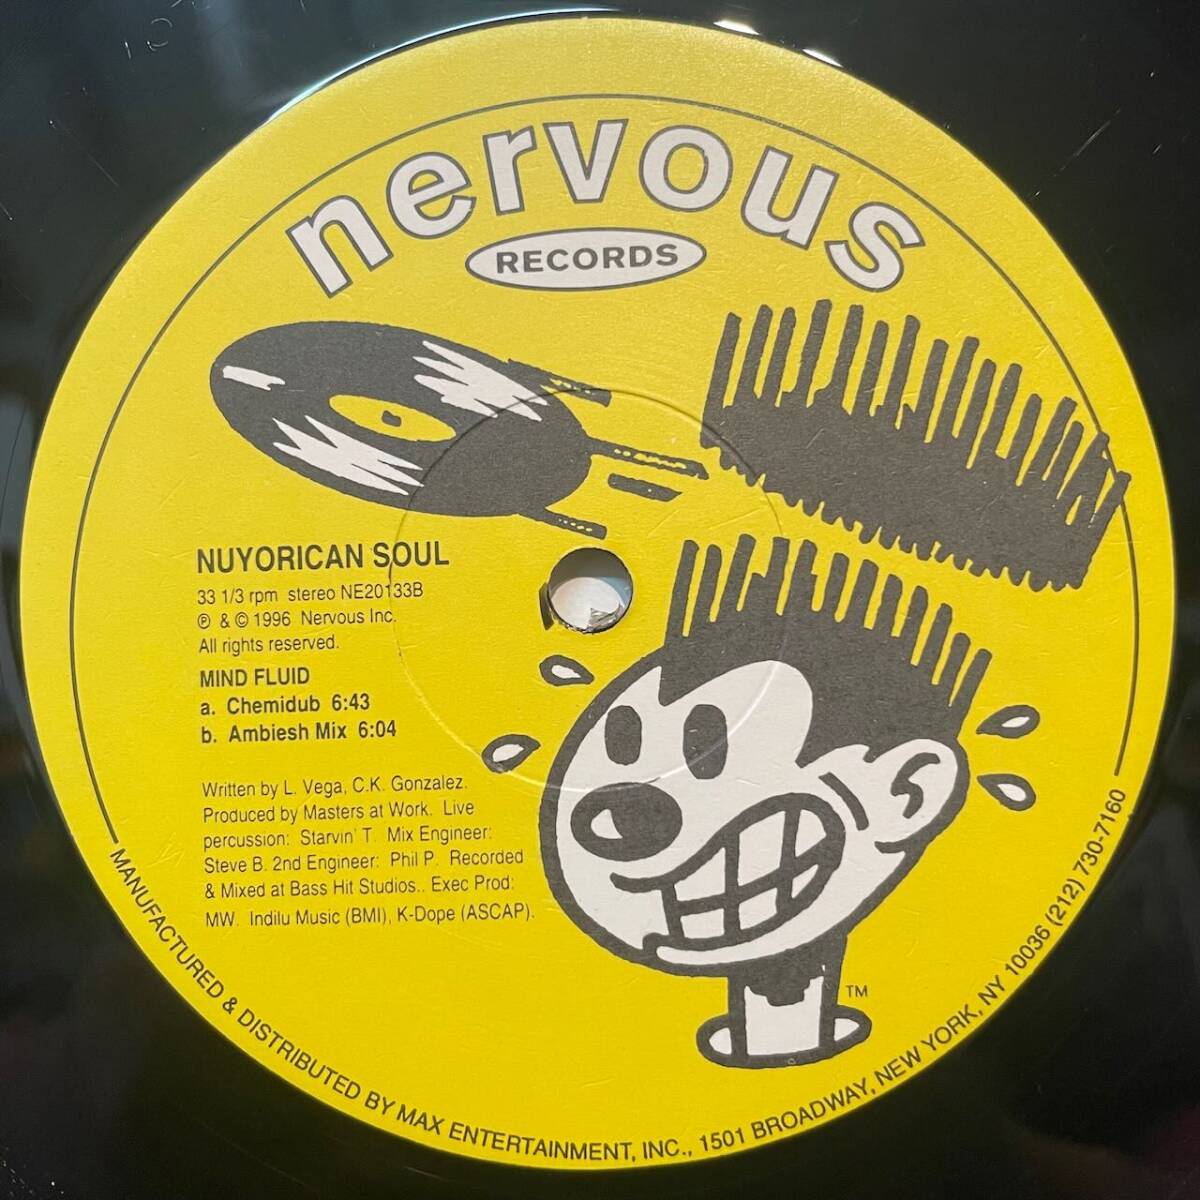 nervous
RECORDS
NUYORICAN SOUL
33 1/3 rpm stereo NE20133B
℗ & © 1996 Nervous Inc.
All rights reserved.
MIND FLUID
a. Chemidub 6:43
b. Ambiesh Mix 6:04
Written by L. Vega, C.K. Gonzalez.
Produced by Masters at Work. Live
percussion: Starvin' T. Mix Engineer:
Steve B. 2nd Engineer: Phil P. Recorded
& Mixed at Bass Hit Studios.. Exec Prod:
MW. Indilu Music (BMI), K-Dope (ASCAP).
TM
MANUFACTURED & DISTRIBUTED BY MAX ENTERTAINMENT, INC., 1501 BROADWAY, NEW YORK, NY 10036 (212) 730-7160